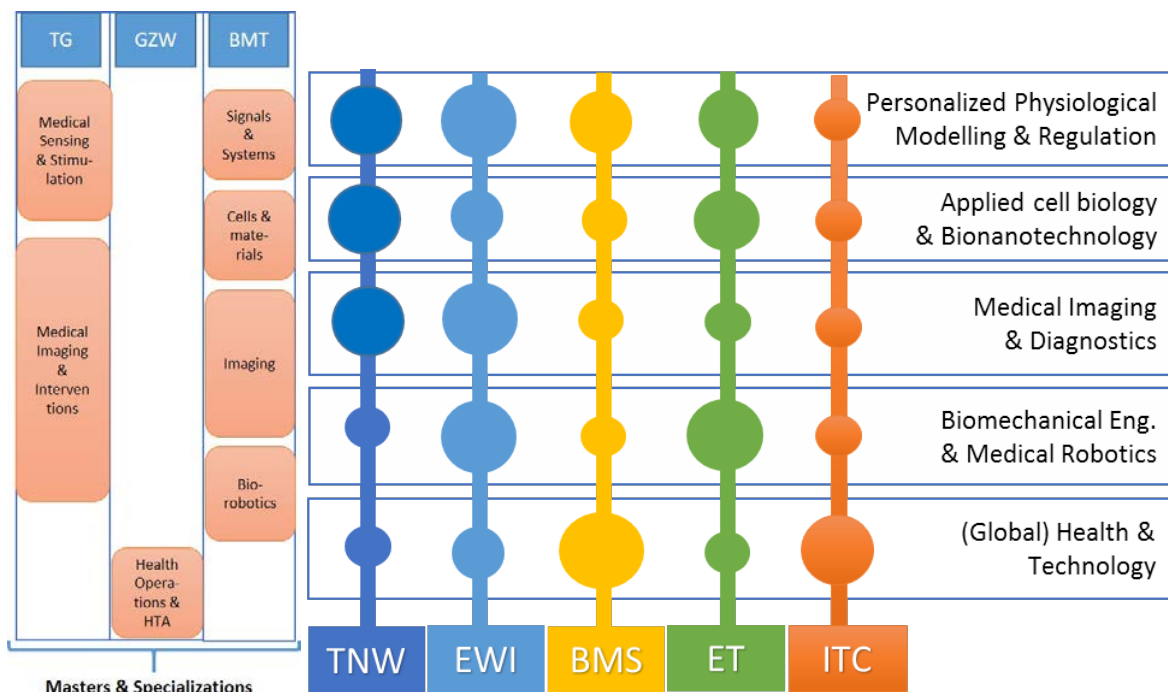 TG
GZW
BMT
Medical
Sensing
& Stimu-
lation
Medical
Imaging
&
Interven
tions
Health
Opera-
tions &
HTA
Signals
&
Systems
Cells &
mate-
rials
Imaging
Bio-
robotics
Masters & Specializations
Personalized Physiological
Modelling & Regulation
Applied cell biology
& Bionanotechnology
Medical Imaging
& Diagnostics
Biomechanical Eng.
& Medical Robotics
(Global) Health &
Technology
TNW
EWI
BMS
ET
ITC